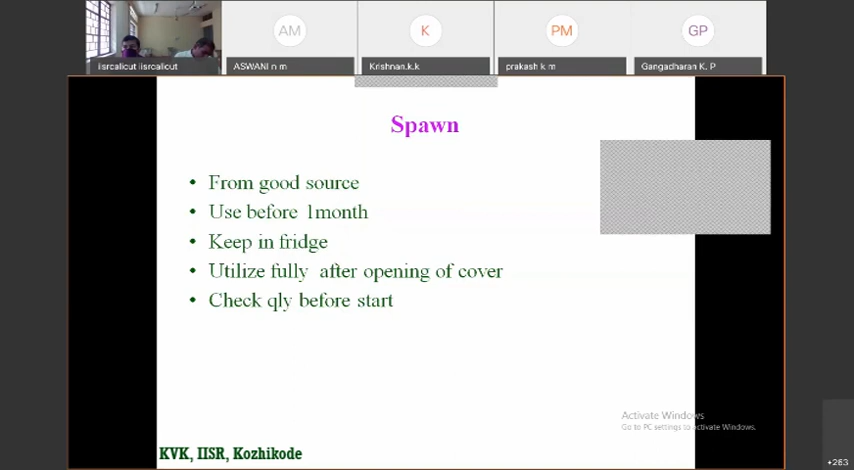 AM
K
PM
GP
iisrcalicut iisrcalicut
ASWANI n m
Krishnan.k.k
prakash k m
Gangadharan K. P
Spawn
• From good source
• Use before 1month
• Keep in fridge
• Utilize fully after opening of cover
• Check qly before start
Activate Windows
Go to PC settings to activate Windows.
KVK, IISR, Kozhikode
+263